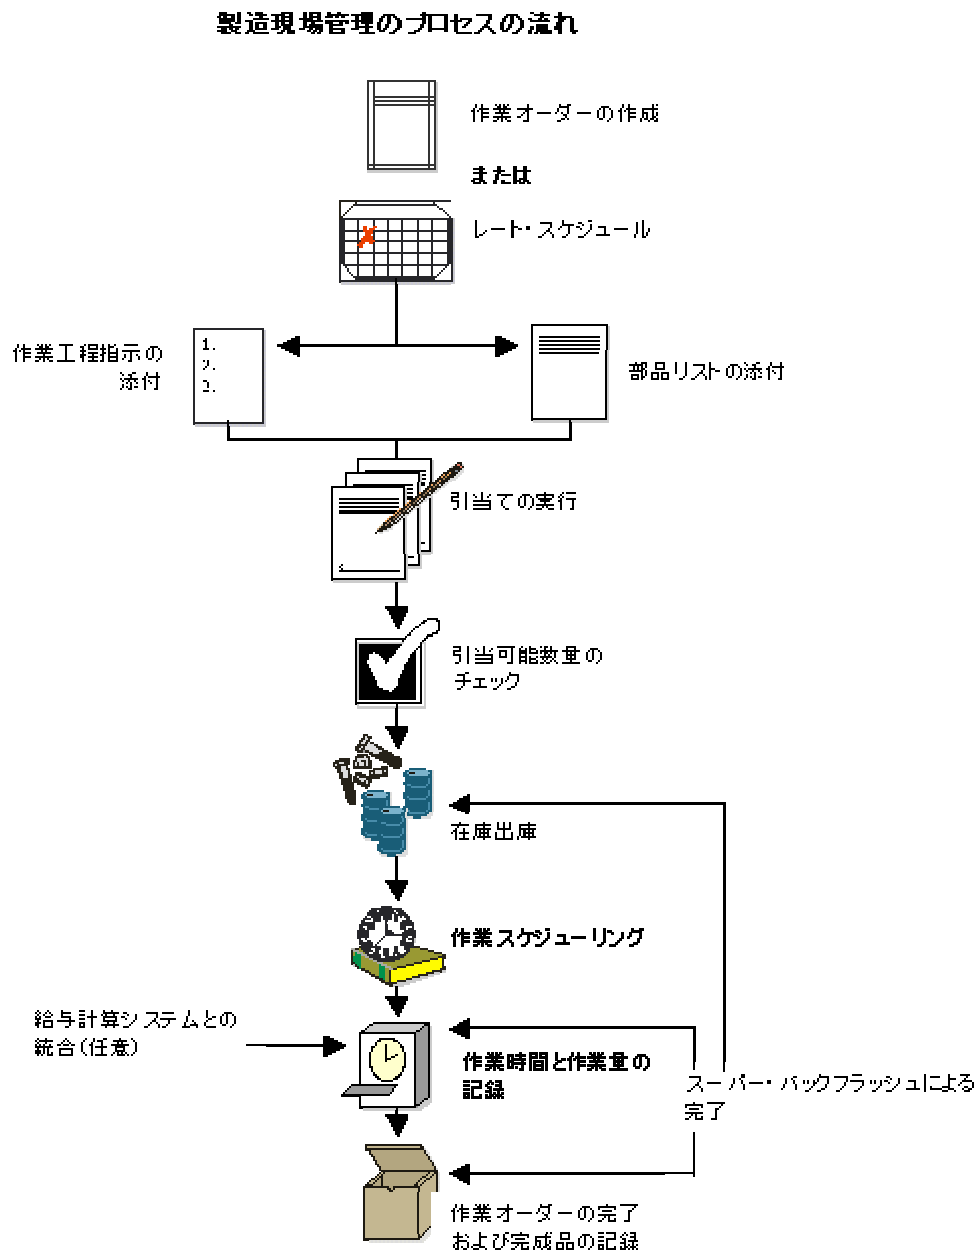 製造現場管理のプロセスの流れ
作業オーダーの作成
または
レート・スケジュール
作業工程指示の
添付
1.
2.
3.
部品リストの添付
引当ての実行
引当可能数量の
チェック
在庫出庫
作業スケジューリング
給与計算システムとの
統合(任意)
作業時間と作業量の
記録
スーパー・バックフラッシュによる
完了
作業オーダーの完了
および完成品の記録